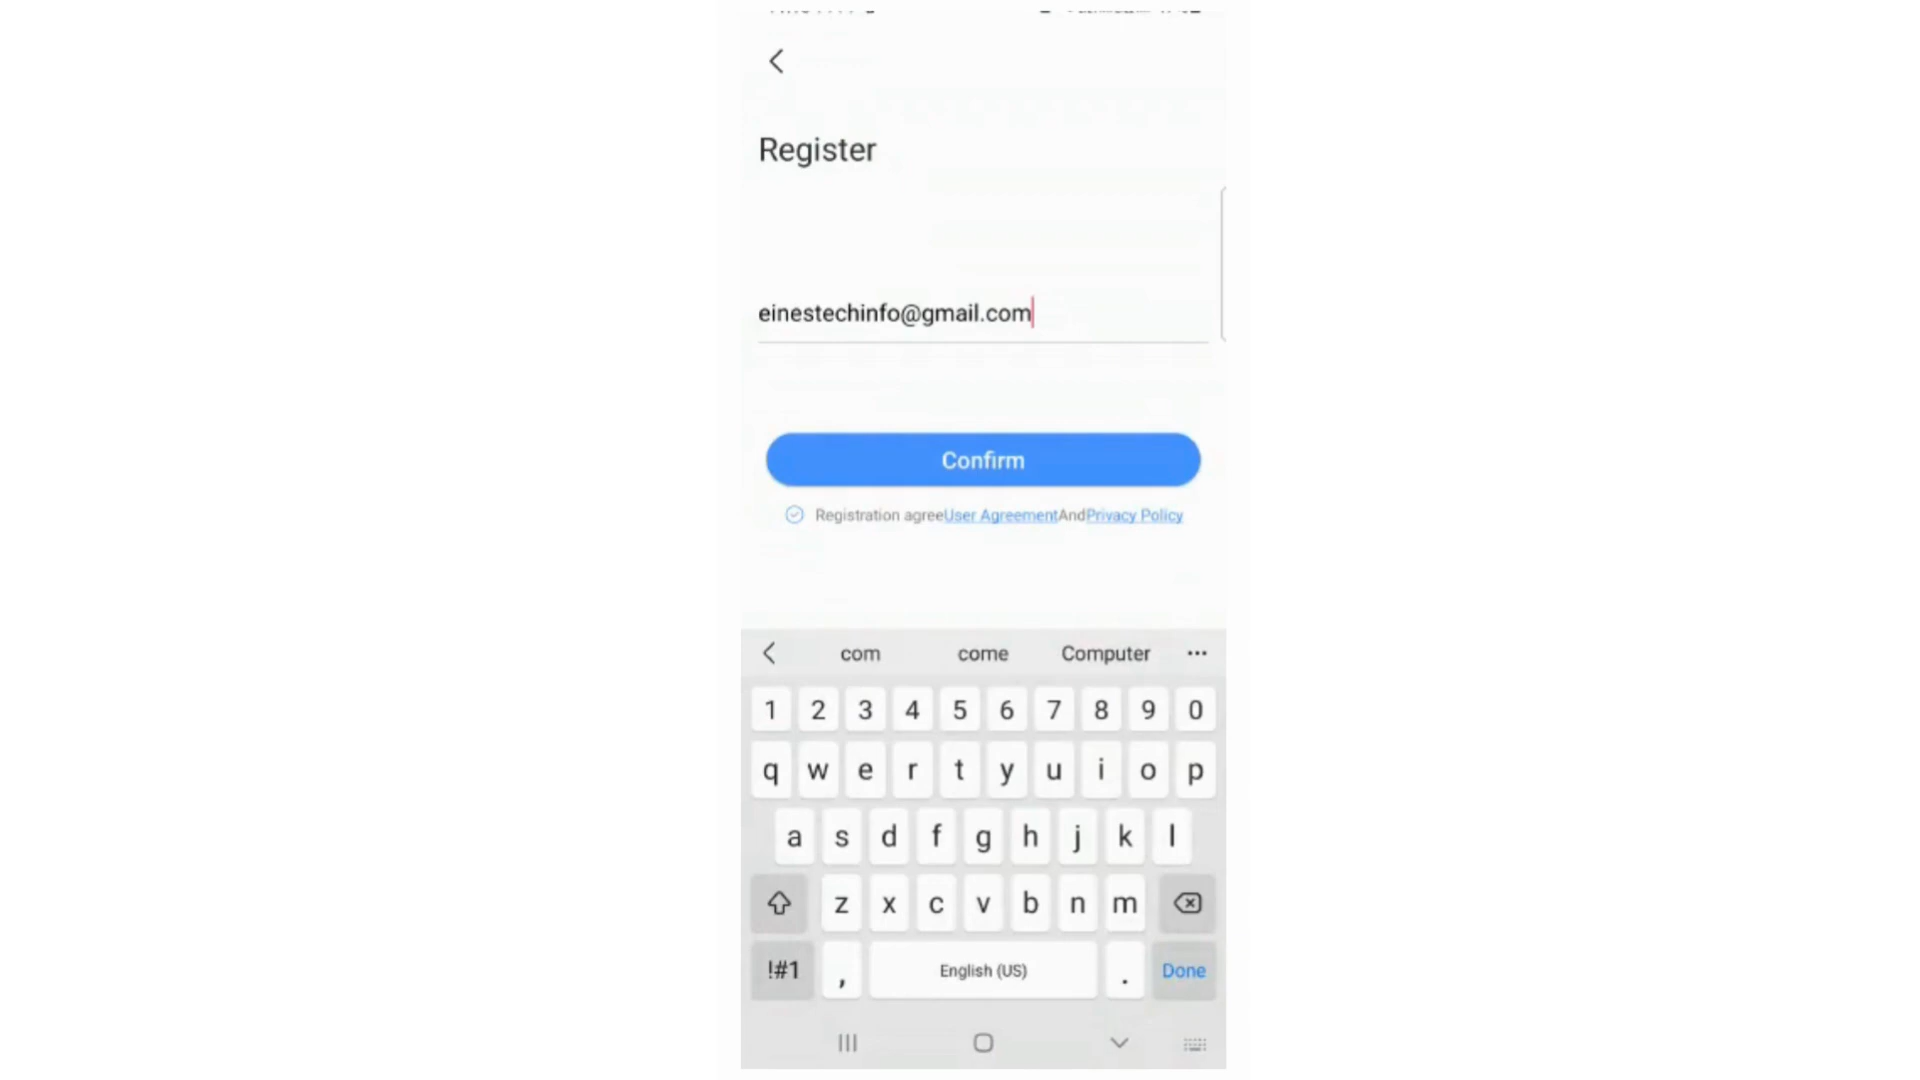 Register
einestechinfo@gmail.com
Confirm
Registration agreeUser AgreementAndPrivacy Policy
com come Computer
1 2 3 4 5 6 7 8 9 0
q w e r t y u i o p
a s d f g h j k l
z x c v b n m
!#1 , English (US) . Done